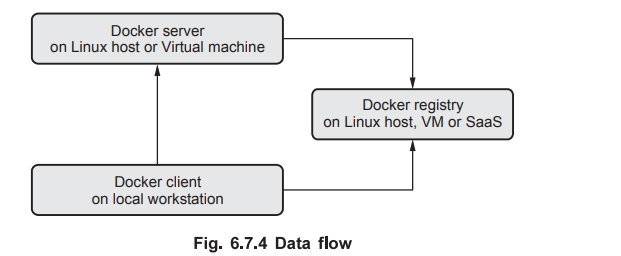 Docker server
on Linux host or Virtual machine
Docker registry
on Linux host, VM or SaaS
Docker client
on local workstation
Fig. 6.7.4 Data flow